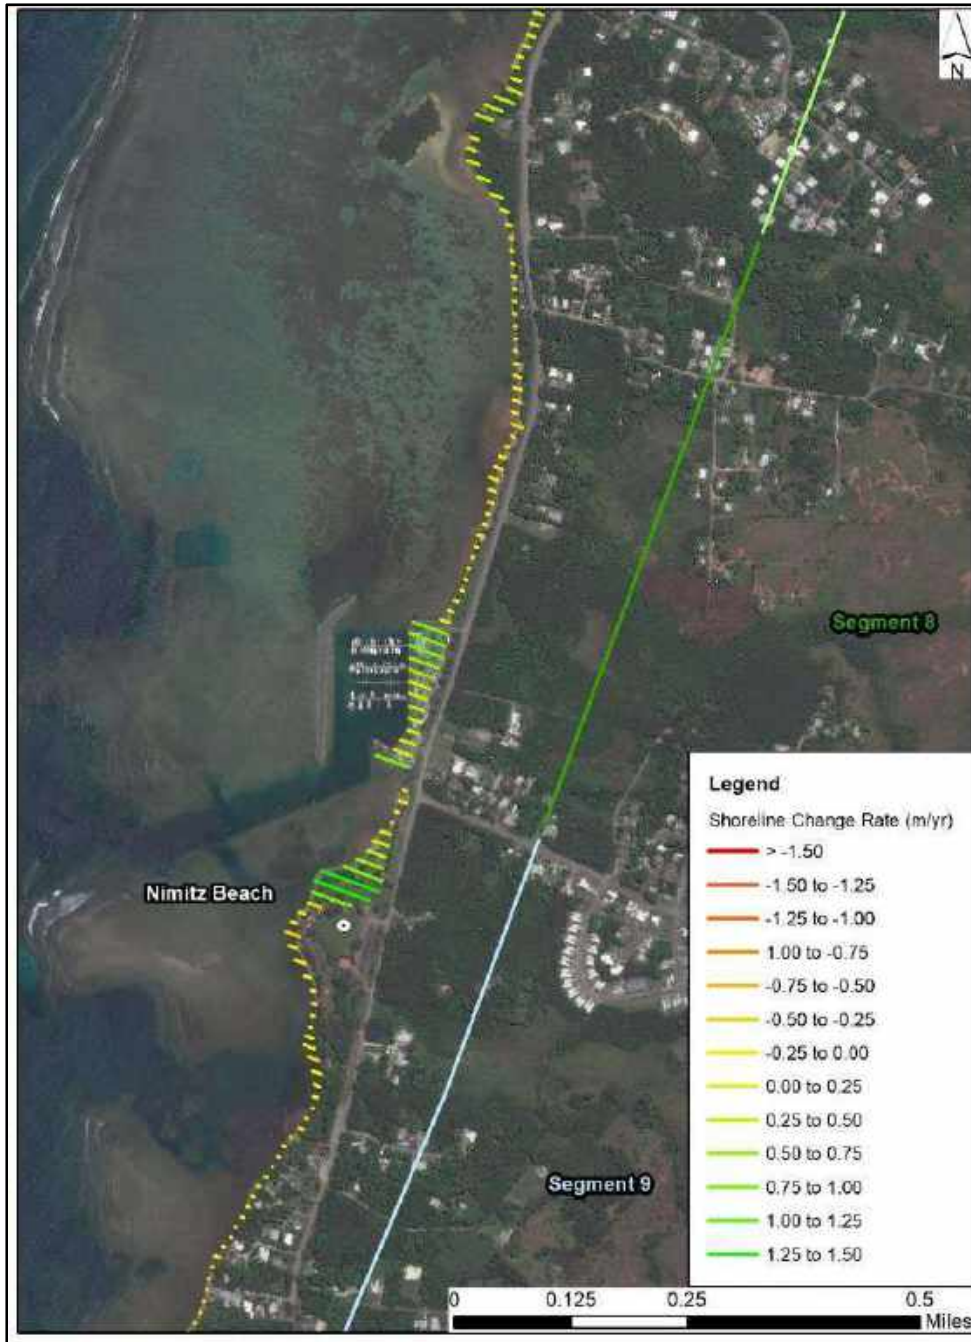 N
Segment 8
Nimitz Beach
Segment 9
Legend
Shoreline Change Rate (m/yr)
> -1.50
-1.50 to -1.25
-1.25 to -1.00
1.00 to -0.75
-0.75 to -0.50
-0.50 to -0.25
-0.25 to 0.00
0.00 to 0.25
0.25 to 0.50
0.50 to 0.75
0.75 to 1.00
1.00 to 1.25
1.25 to 1.50
0 0.125 0.25 0.5
Miles